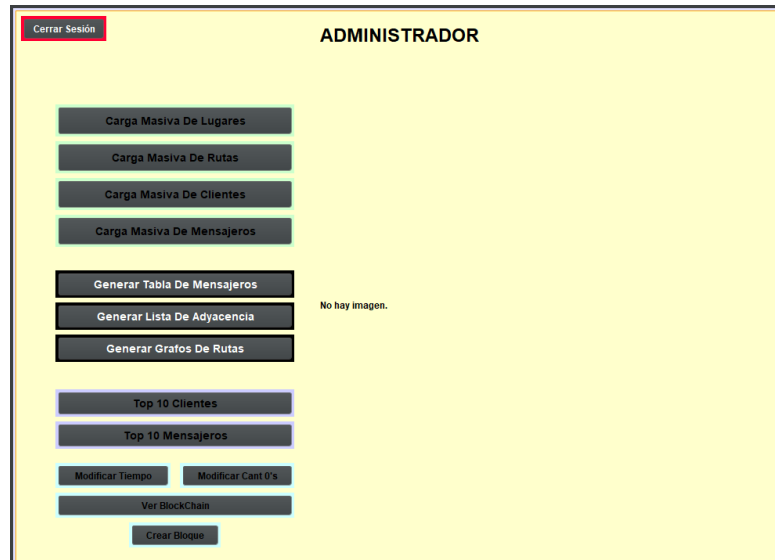 Cerrar Sesión
ADMINISTRADOR
Carga Masiva De Lugares
Carga Masiva De Rutas
Carga Masiva De Clientes
Carga Masiva De Mensajeros
Generar Tabla De Mensajeros
No hay imagen.
Generar Lista De Adyacencia
Generar Grafos De Rutas
Top 10 Clientes
Top 10 Mensajeros
Modificar Tiempo Modificar Cant 0's
Ver BlockChain
Crear Bloque